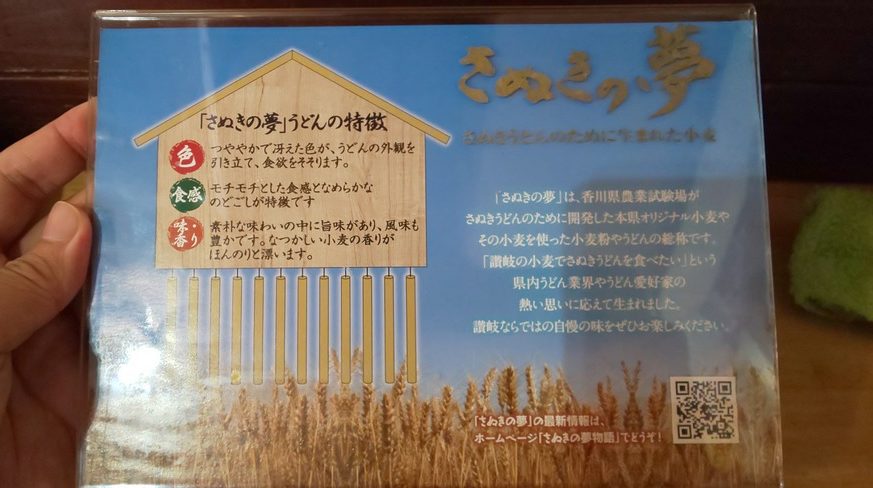 「さぬきの夢」うどんの特徴
色
つややかで冴えた色が、うどんの外観を
引き立て、食欲をそそります。
食感
モチモチとした食感となめらかな
のどごしが特徴です
味・香り
素朴な味わいの中に旨味があり、風味も
豊かです。なつかしい小麦の香りが
ほんのりと漂います。
さぬきの夢
さぬきうどんのために生まれた小麦
「さぬきの夢」は、香川県農業試験場が
さぬきうどんのために開発した本県オリジナル小麦や
その小麦を使った小麦粉やうどんの総称です。
「讃岐の小麦でさぬきうどんを食べたい」という
県内うどん業界やうどん愛好家の
熱い思いに応えて生まれました。
讃岐ならではの自慢の味をぜひお楽しみください。
「さぬきの夢」の最新情報は、
ホームページ「さぬきの夢物語」でどうぞ!